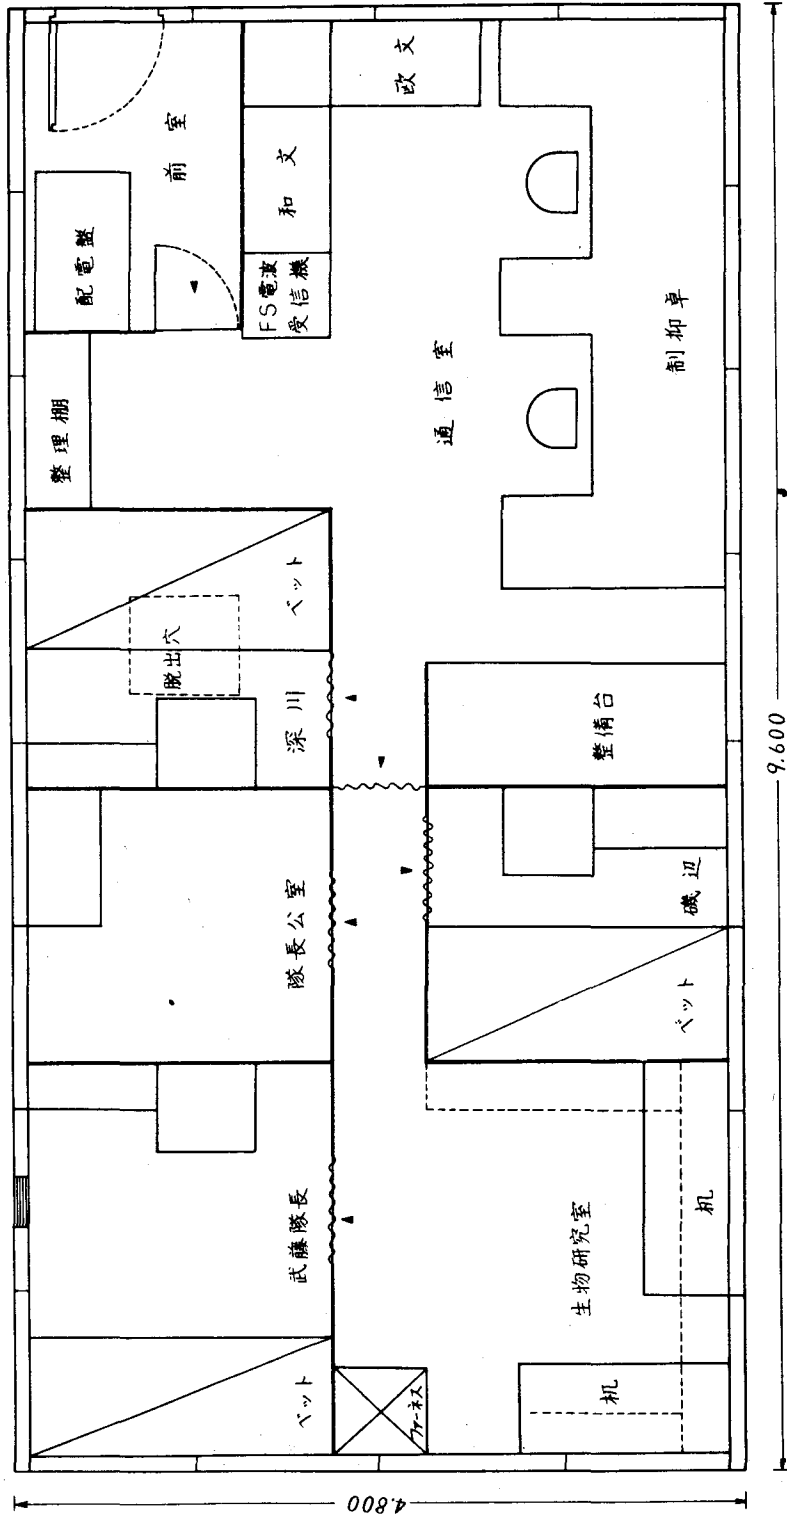 前室
配電盤
整理棚
欧文
和文
FS電波
受信機
通信室
制抑卓
ベット
脱出穴
深川
整備台
隊長公室
磯辺
ベット
武藤隊長
生物研究室
机
机
ベット
ファーネス
9.600
4.800